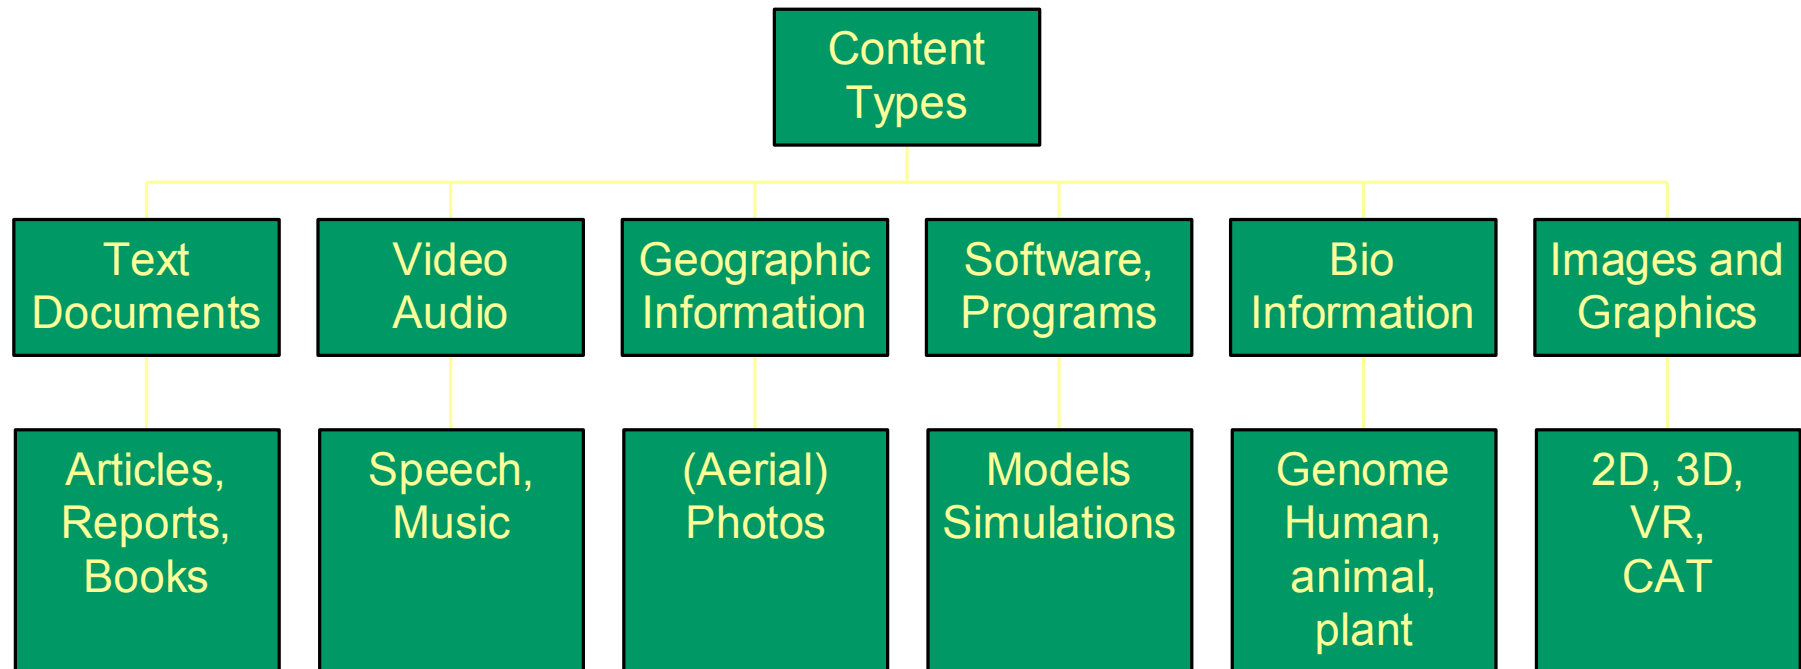 Content
Types
Text
Documents
Video
Audio
Geographic
Information
Software,
Programs
Bio
Information
Images and
Graphics
Articles,
Reports,
Books
Speech,
Music
(Aerial)
Photos
Models
Simulations
Genome
Human,
animal,
plant
2D, 3D,
VR,
CAT